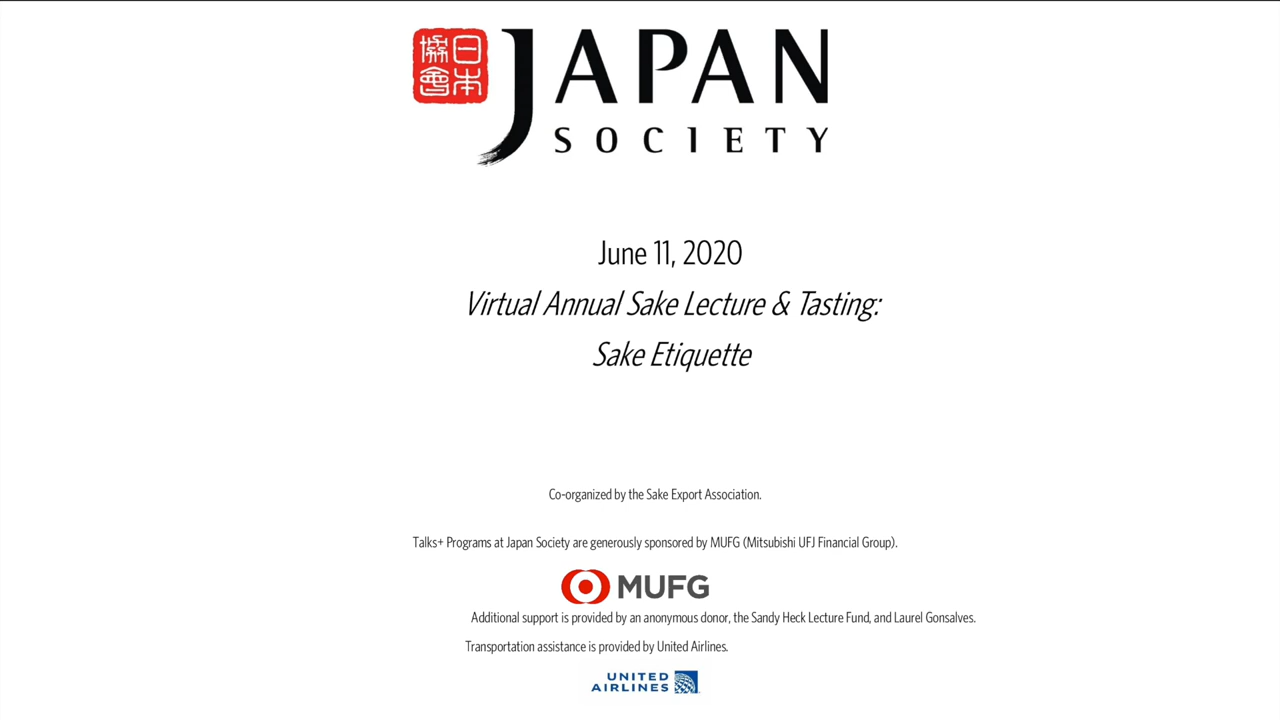 日本協會
JAPAN
SOCIETY
June 11, 2020
Virtual Annual Sake Lecture & Tasting:
Sake Etiquette
Co-organized by the Sake Export Association.
Talks+ Programs at Japan Society are generously sponsored by MUFG (Mitsubishi UFJ Financial Group).
MUFG
Additional support is provided by an anonymous donor, the Sandy Heck Lecture Fund, and Laurel Gonsalves.
Transportation assistance is provided by United Airlines.
UNITED
AIRLINES